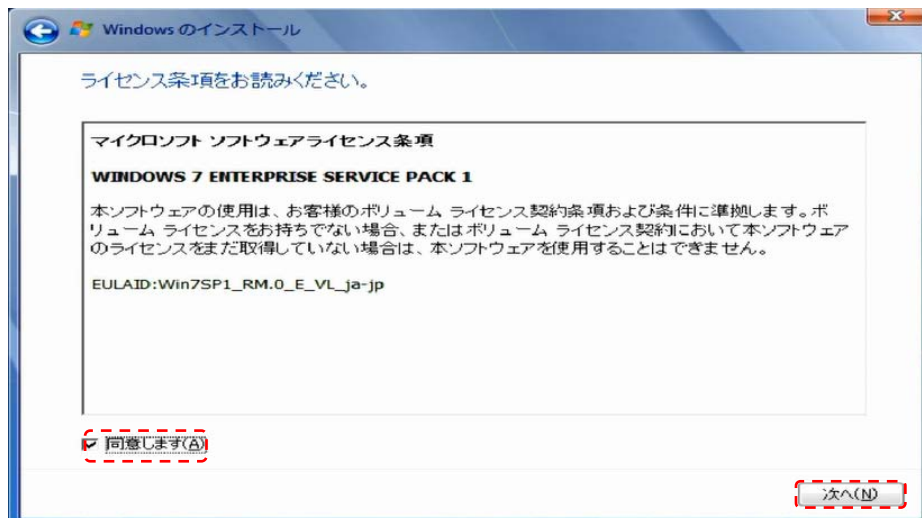 Windows のインストール
ライセンス条項をお読みください。
マイクロソフト ソフトウェアライセンス条項
WINDOWS 7 ENTERPRISE SERVICE PACK 1
本ソフトウェアの使用は、お客様のボリューム ライセンス契約条項および条件に準拠します。ボ
リューム ライセンスをお持ちでない場合、またはボリューム ライセンス契約において本ソフトウェア
のライセンスをまだ取得していない場合は、本ソフトウェアを使用することはできません。
EULAID:Win7SP1_RM.0_E_VL_ja-jp
同意します(A)
次へ(N)